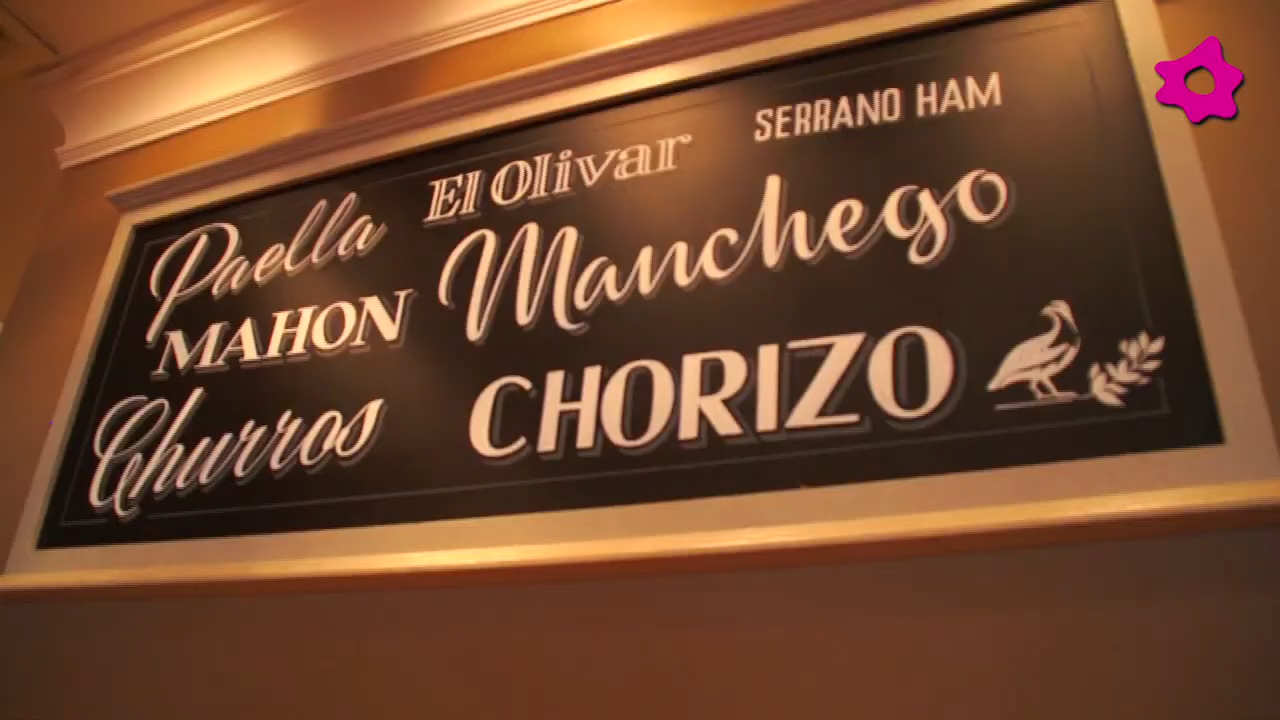 Paella
El Olivar
SERRANO HAM
MAHON
Manchego
Churros
CHORIZO